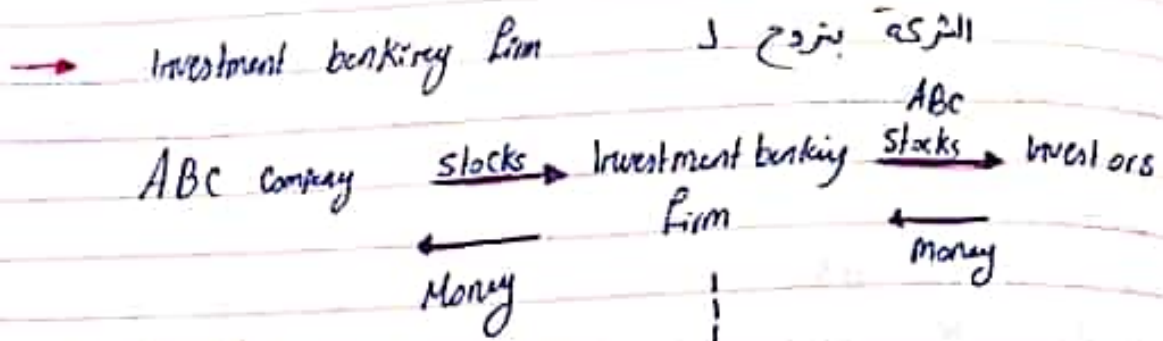 → Investment banking firm الشركة بتروح لـ
ABC company stocks → Investment banking firm ABC stocks → Investors
← Money ← Money